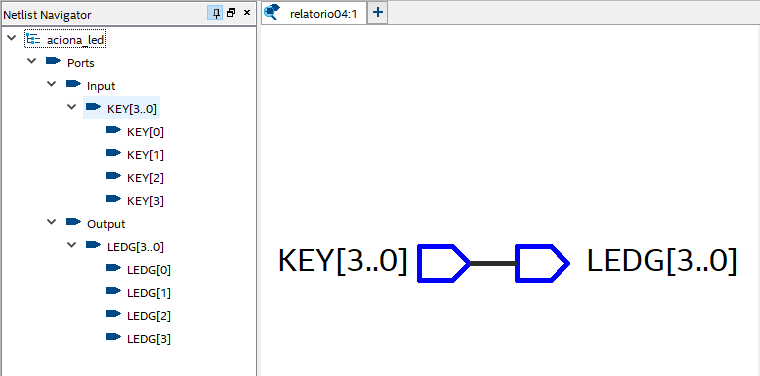 Netlist Navigator
aciona_led
Ports
Input
KEY[3..0]
KEY[0]
KEY[1]
KEY[2]
KEY[3]
Output
LEDG[3..0]
LEDG[0]
LEDG[1]
LEDG[2]
LEDG[3]
relatorio04:1
KEY[3..0]
LEDG[3..0]